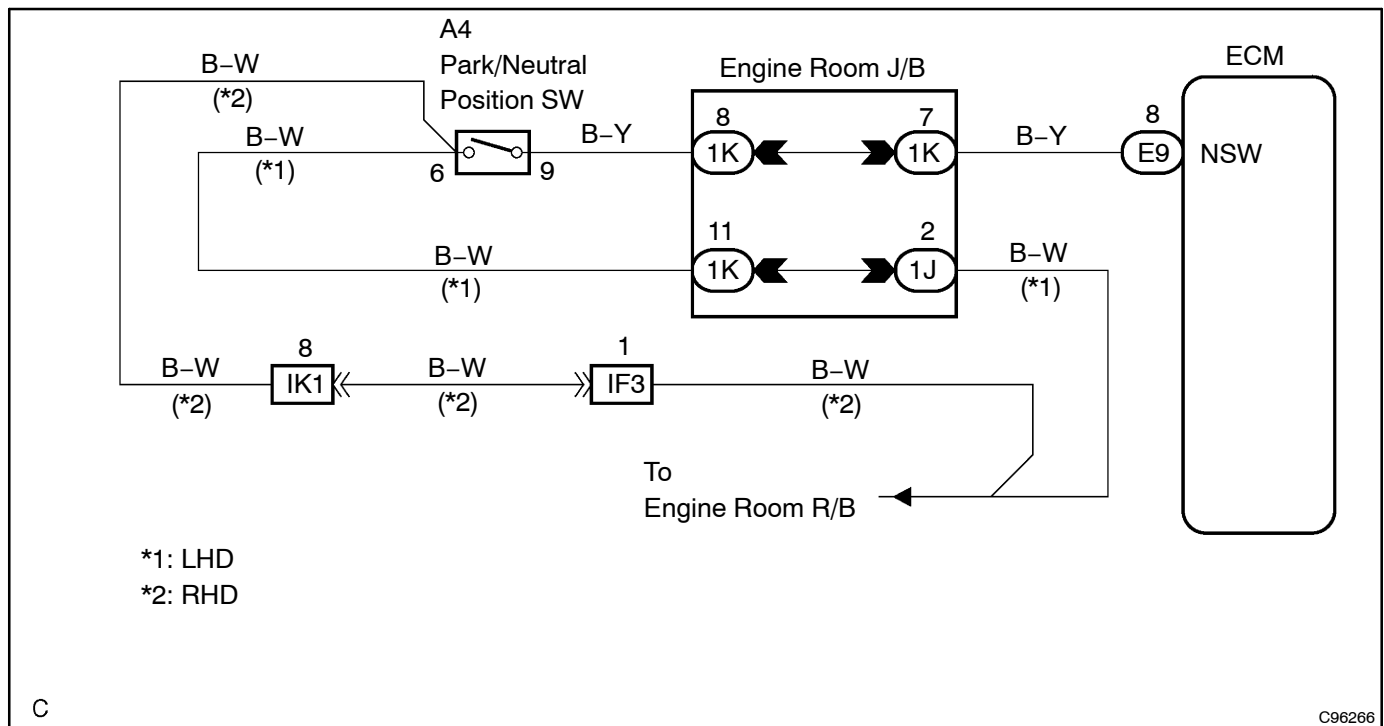 A4
Park/Neutral
Position SW
B–W
(*2)
Engine Room J/B
ECM
B–W
(*1)
6
9
B–Y
8
1K
7
1K
B–Y
8
E9
NSW
B–W
(*1)
11
1K
2
1J
B–W
(*1)
B–W
(*2)
8
IK1
B–W
(*2)
1
IF3
B–W
(*2)
To
Engine Room R/B
*1: LHD
*2: RHD
C
C96266